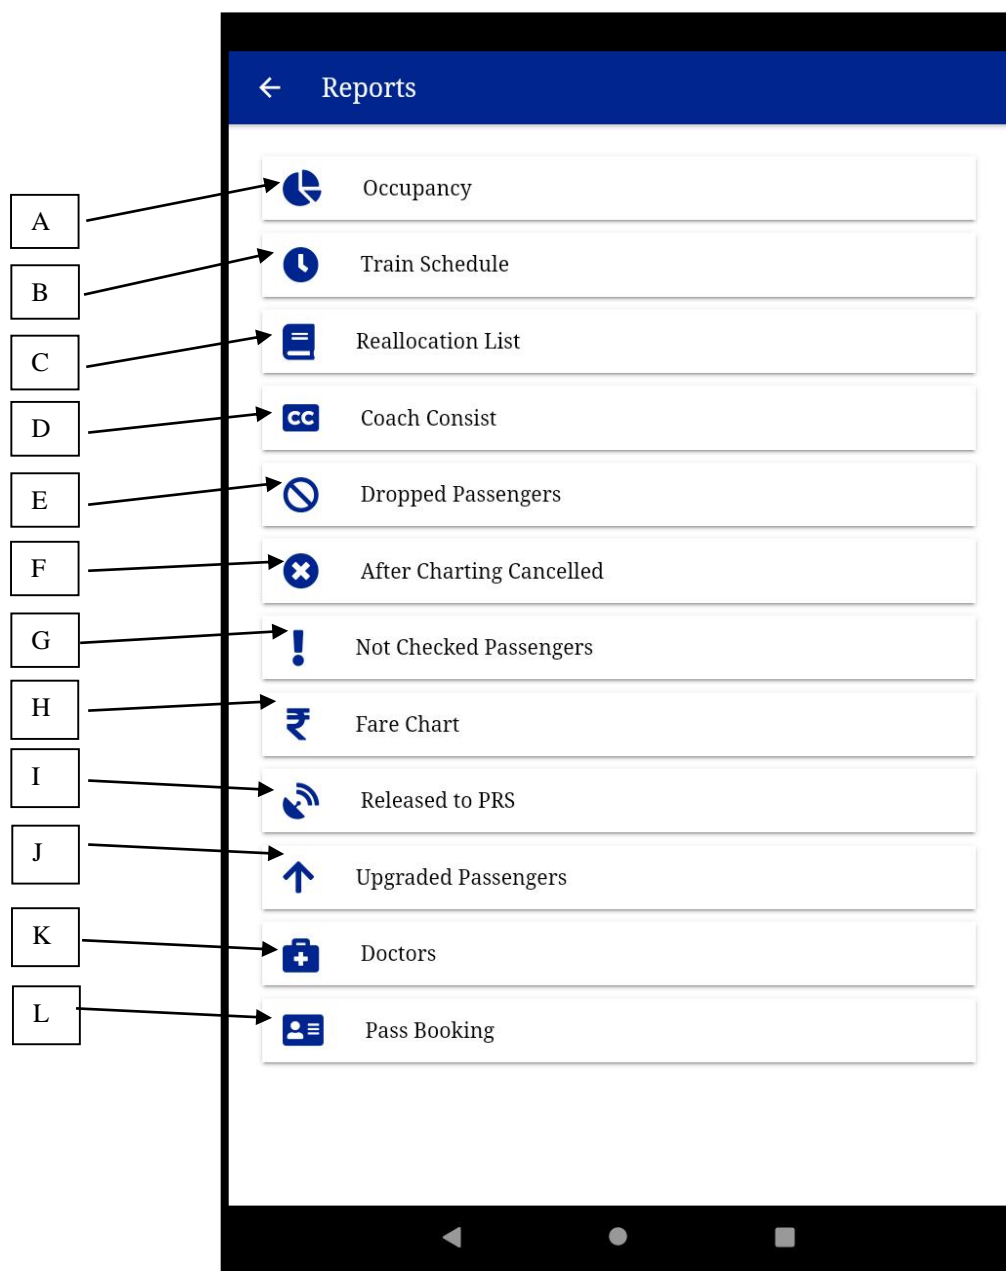 Reports
A
Occupancy
B
Train Schedule
C
Reallocation List
D
CC
Coach Consist
E
Dropped Passengers
F
After Charting Cancelled
G
Not Checked Passengers
H
₹
Fare Chart
I
Released to PRS
J
Upgraded Passengers
K
Doctors
L
Pass Booking